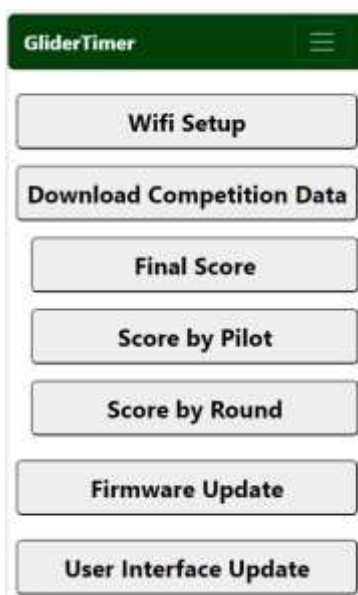 GliderTimer
Wifi Setup
Download Competition Data
Final Score
Score by Pilot
Score by Round
Firmware Update
User Interface Update